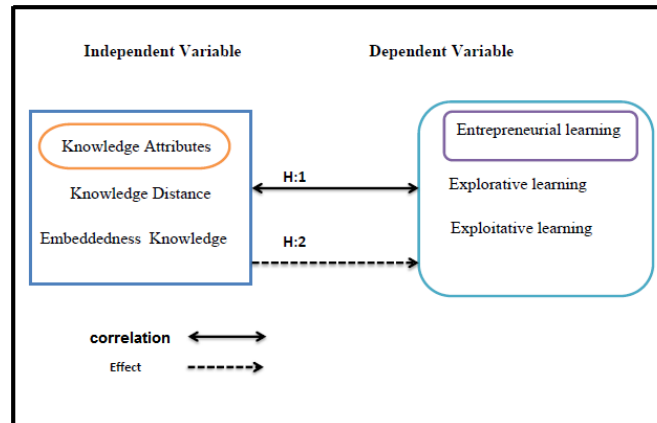 Independent Variable
Dependent Variable
Knowledge Attributes
Knowledge Distance
Embeddedness Knowledge
H:1
H:2
Entrepreneurial learning
Explorative learning
Exploitative learning
correlation
Effect